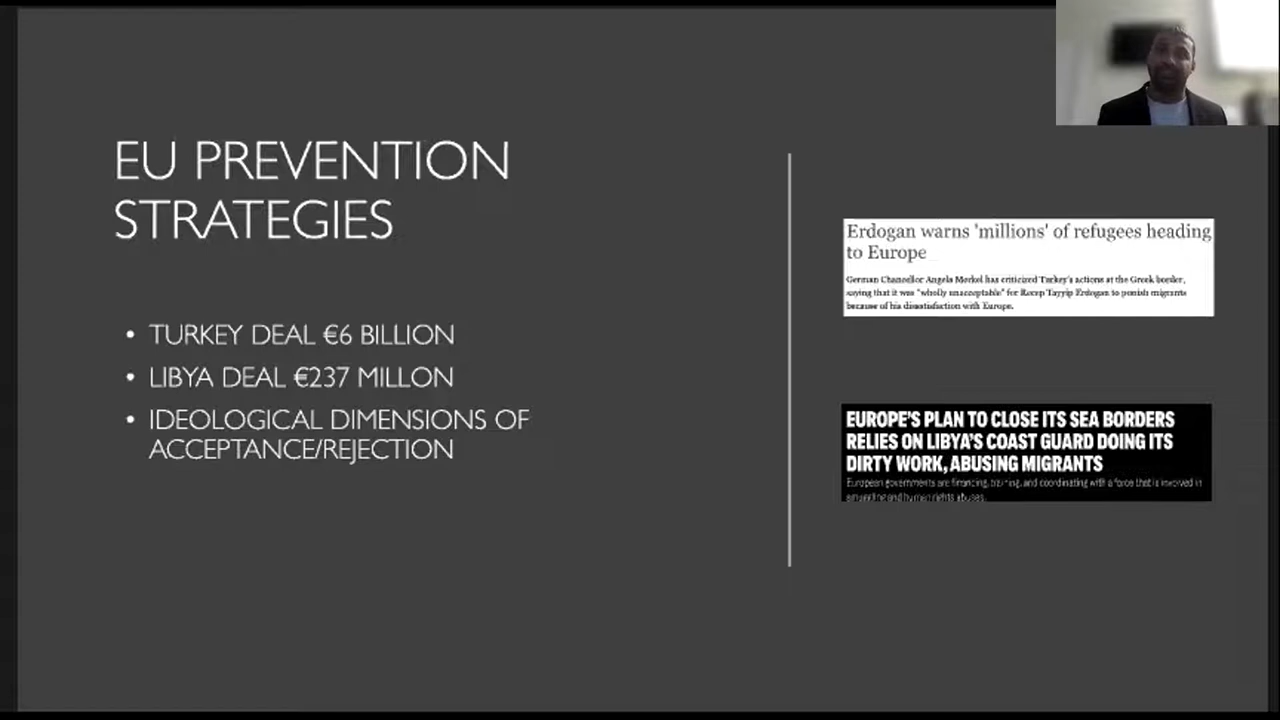 EU PREVENTION
STRATEGIES
• TURKEY DEAL €6 BILLION
• LIBYA DEAL €237 MILLON
• IDEOLOGICAL DIMENSIONS OF
ACCEPTANCE/REJECTION
Erdogan warns 'millions' of refugees heading
to Europe
German Chancellor Angela Merkel has criticized Turkey's actions at the Greek border,
saying that it was "wholly unacceptable" for Recep Tayyip Erdogan to punish migrants
because of his dissatisfaction with Europe.
EUROPE'S PLAN TO CLOSE ITS SEA BORDERS
RELIES ON LIBYA'S COAST GUARD DOING ITS
DIRTY WORK, ABUSING MIGRANTS
European governments are financing, training, and coordinating with a force that is involved in
smuggling and human rights abuses.